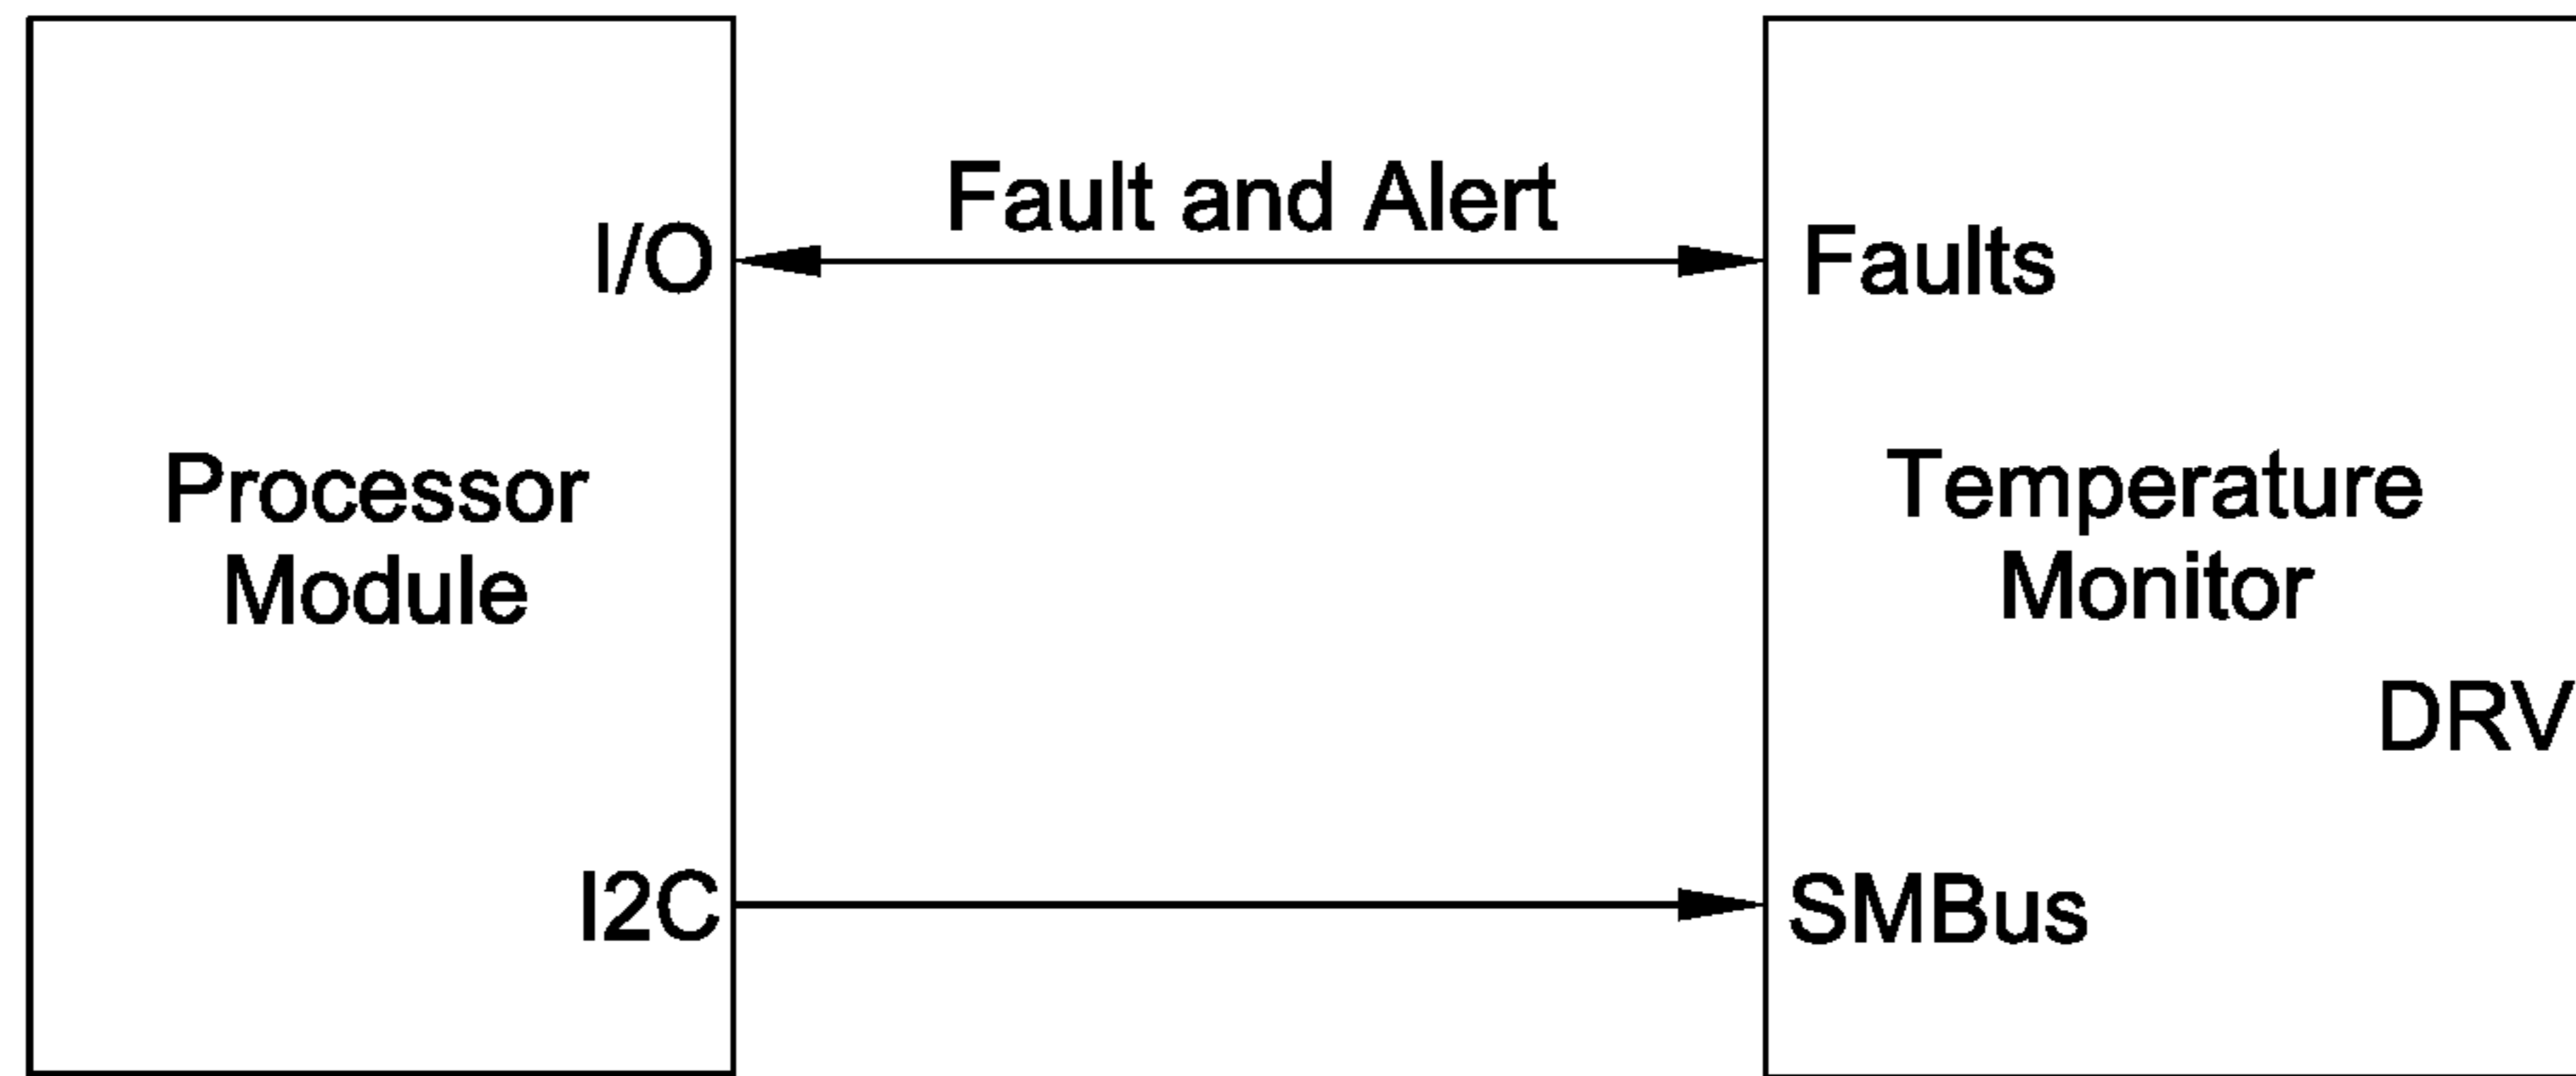 Fault and Alert
I/O
Faults
Processor
Module
Temperature
Monitor
DRV
I2C
SMBus